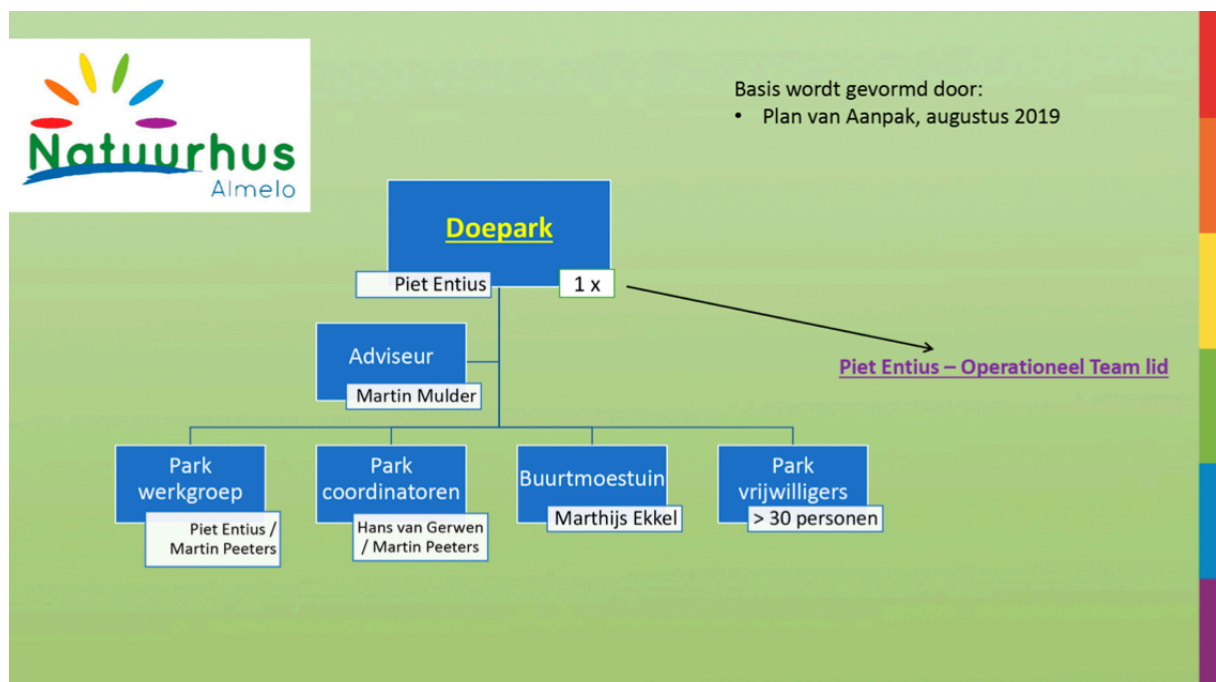 Natuurhus
Almelo
Basis wordt gevormd door:
• Plan van Aanpak, augustus 2019
Doepark
Piet Entius
1 x
Adviseur
Martin Mulder
Piet Entius – Operationeel Team lid
Park
werkgroep
Piet Entius /
Martin Peeters
Park
coordinatoren
Hans van Gerwen
/ Martin Peeters
Buurtmoestuin
Marthijs Ekkel
Park
vrijwilligers
> 30 personen